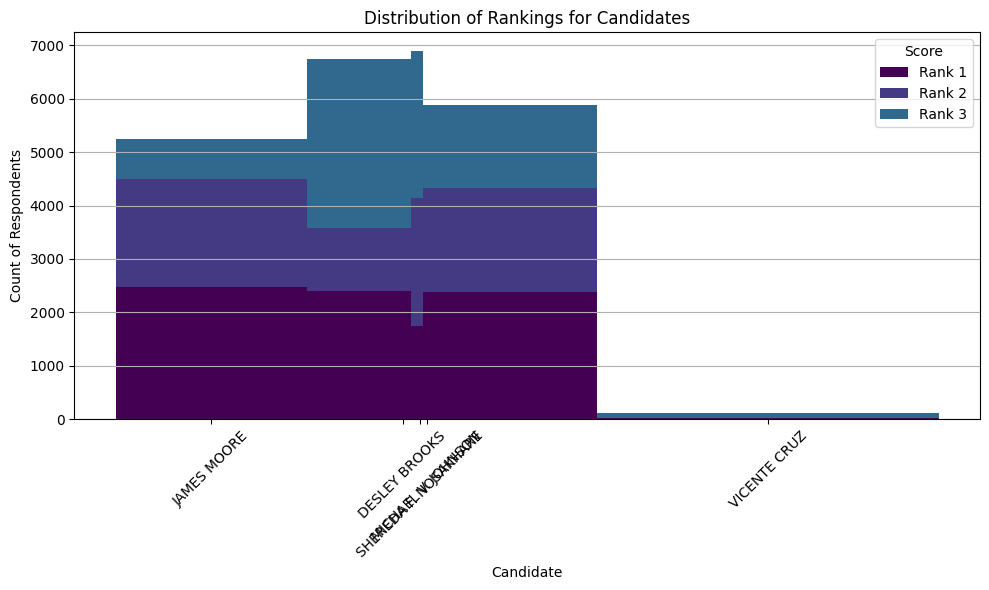 Distribution of Rankings for Candidates
Count of Respondents
7000
6000
5000
4000
3000
2000
1000
0
Score
Rank 1
Rank 2
Rank 3
JAMES MOORE
DESLEY BROOKS
VICENTE CRUZ
Candidate